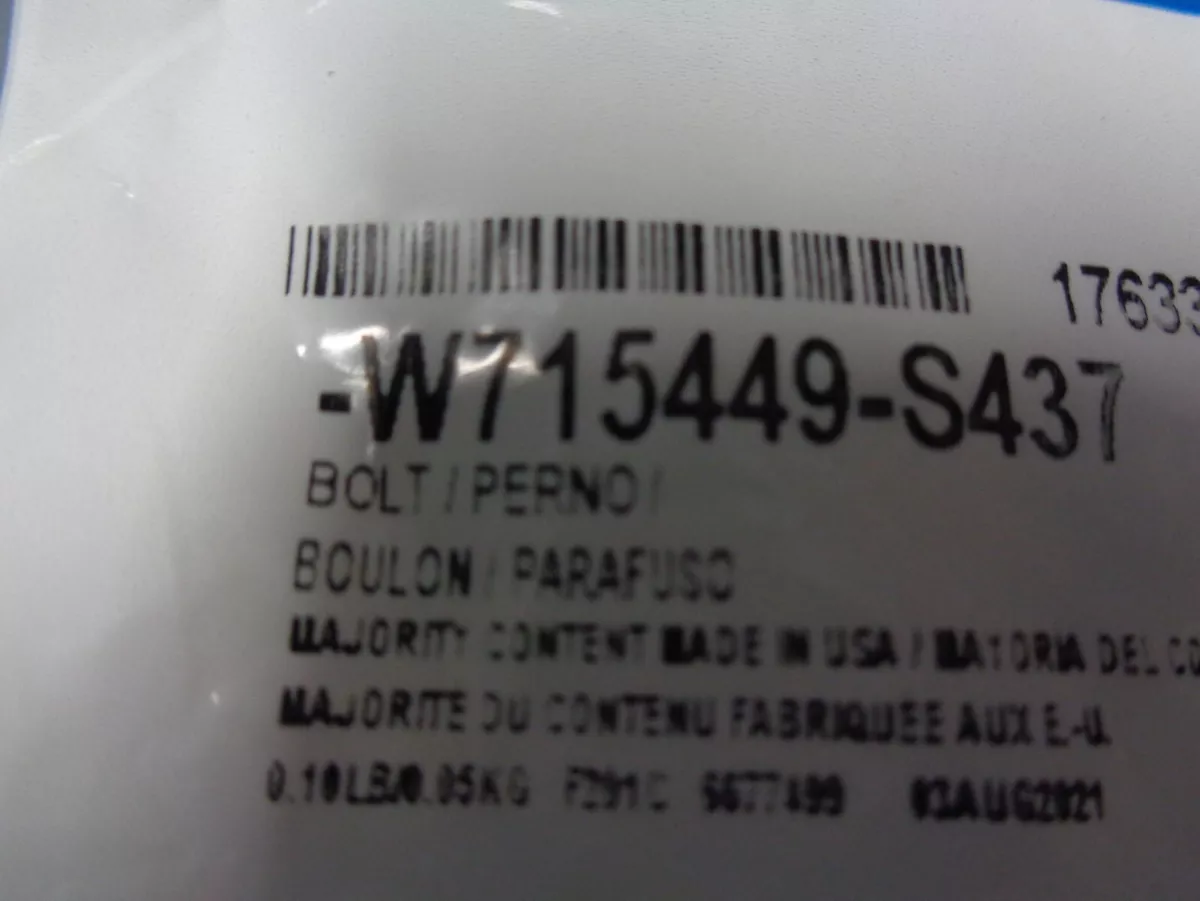 17633
-W715449-S437
BOLT / PERNO /
BOULON / PARAFUSO
MAJORITY CONTENT MADE IN USA / MAYORIA DEL CO
MAJORITE DU CONTENU FABRIQUEE AUX E.-U.
0.10LB/0.05KG 03AUG2021